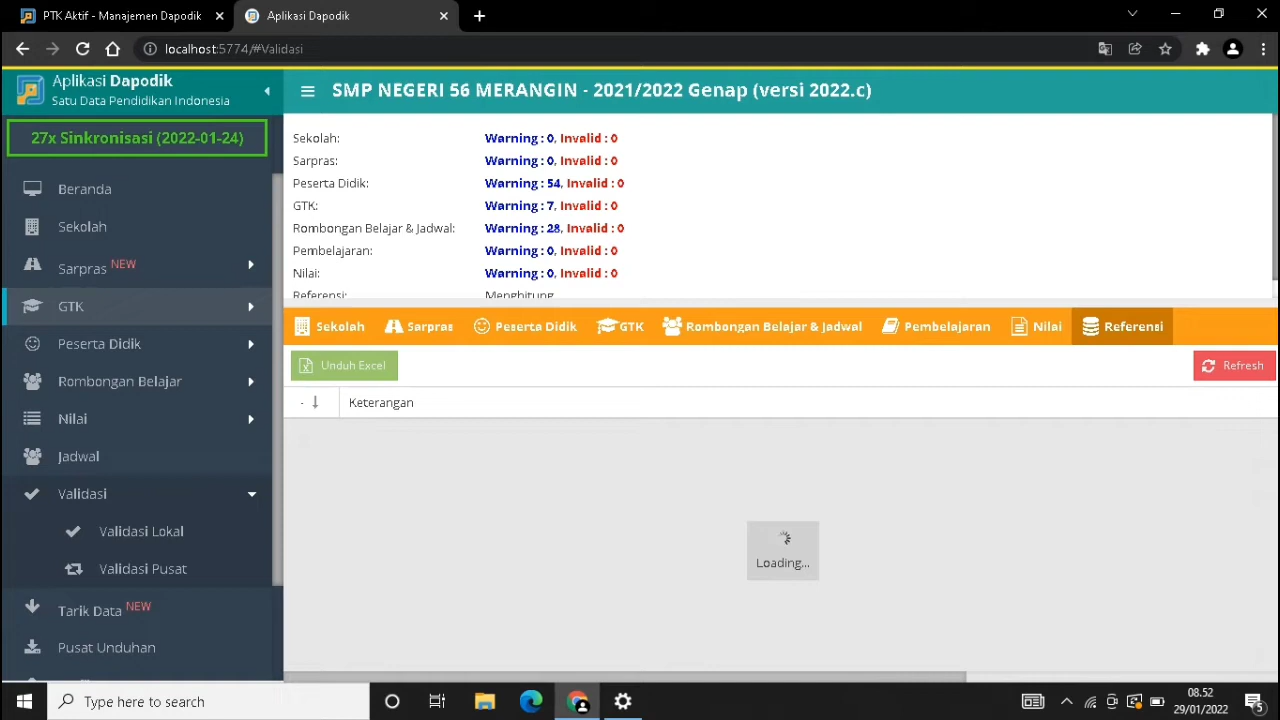 PTK Aktif - Manajemen Dapodik
Aplikasi Dapodik
localhost:5774/#Validasi
Aplikasi Dapodik
Satu Data Pendidikan Indonesia
SMP NEGERI 56 MERANGIN - 2021/2022 Genap (versi 2022.c)
27x Sinkronisasi (2022-01-24)
Beranda
Sekolah
Sarpras NEW
GTK
Peserta Didik
Rombongan Belajar
Nilai
Jadwal
Validasi
Validasi Lokal
Validasi Pusat
Tarik Data NEW
Pusat Unduhan
Sekolah: Warning : 0, Invalid : 0
Sarpras: Warning : 0, Invalid : 0
Peserta Didik: Warning : 54, Invalid : 0
GTK: Warning : 7, Invalid : 0
Rombongan Belajar & Jadwal: Warning : 28, Invalid : 0
Pembelajaran: Warning : 0, Invalid : 0
Nilai: Warning : 0, Invalid : 0
Referensi: Menghitung
Sekolah Sarpras Peserta Didik GTK Rombongan Belajar & Jadwal Pembelajaran Nilai Referensi
Unduh Excel Refresh
- Keterangan
Loading...
Type here to search
08.52
29/01/2022
5